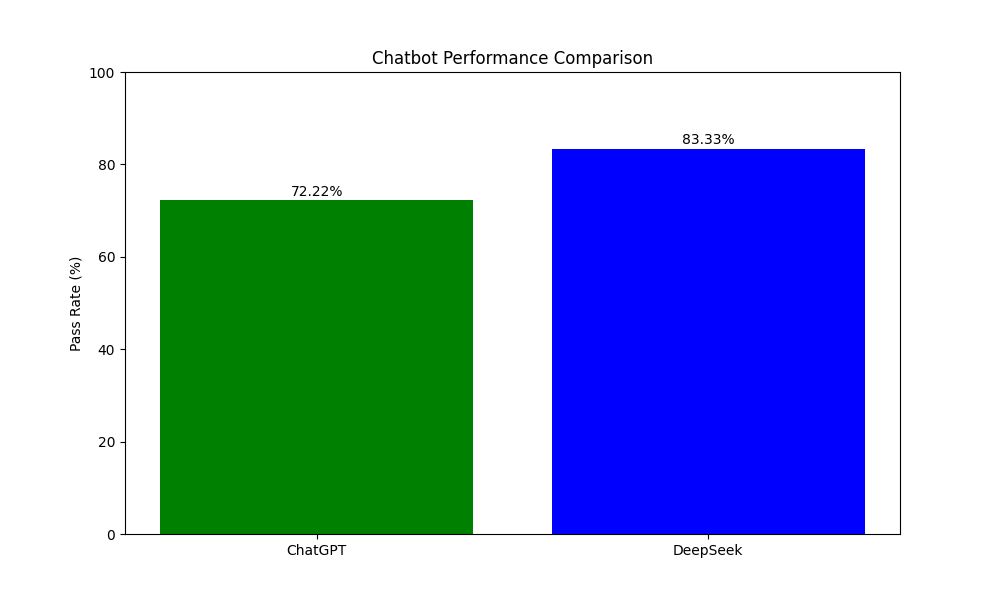 Chatbot Performance Comparison
Pass Rate (%)
100
80
60
40
20
0
72.22%
83.33%
ChatGPT
DeepSeek